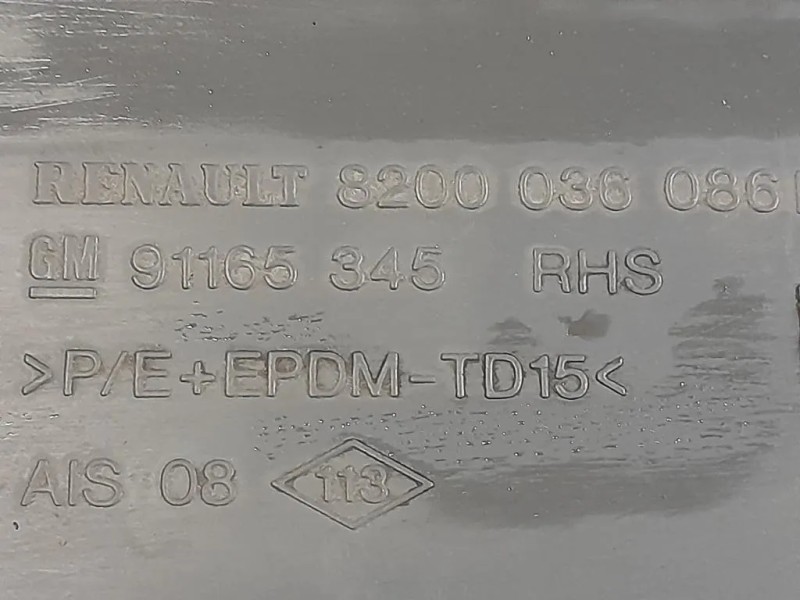 RENAULT 8200 036 086
GM 91165 345 RHS
>P/E+EPDM-TD15<
AIS 08 113